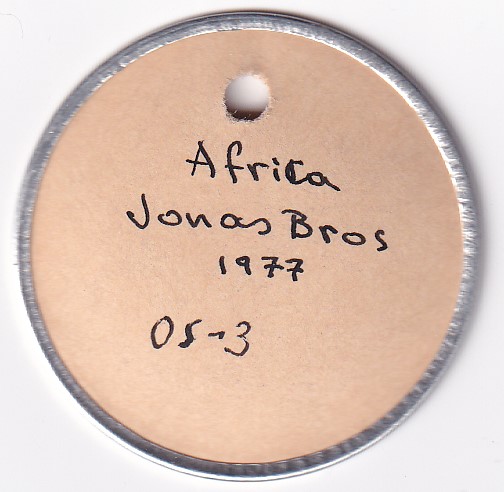 Africa
Jonas Bros
1977
OS-3